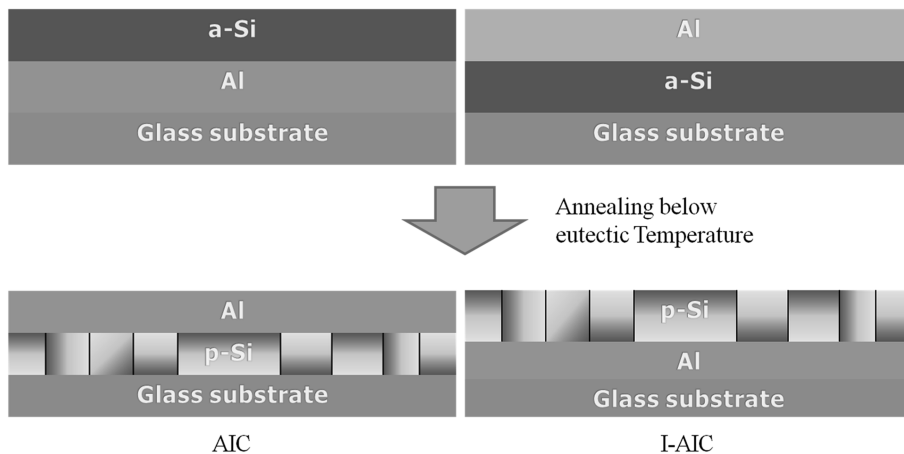 a-Si
Al
Glass substrate
Al
a-Si
Glass substrate
Annealing below
eutectic Temperature
Al
p-Si
Glass substrate
p-Si
Al
Glass substrate
AIC
I-AIC